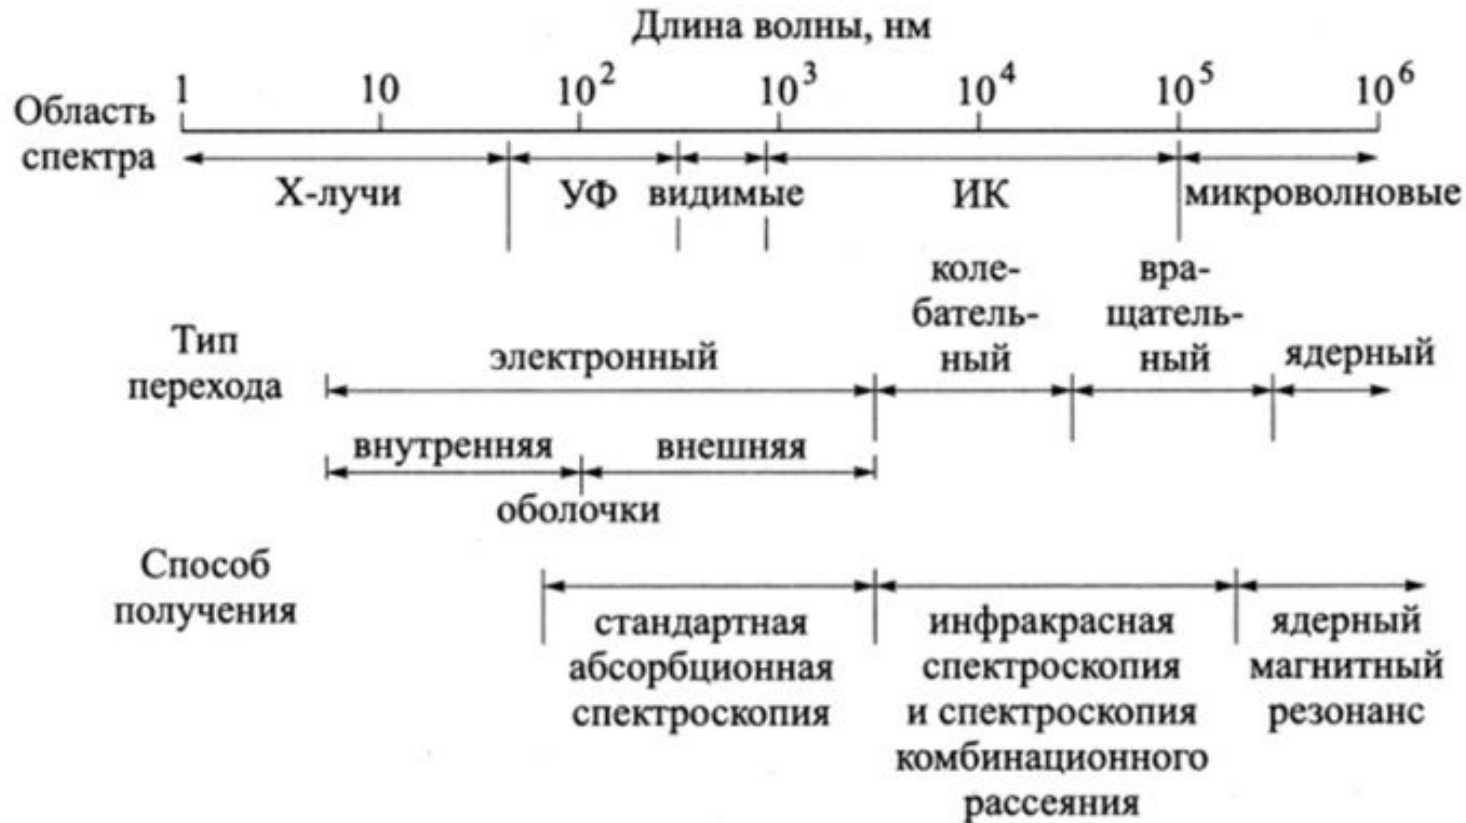 Длина волны, нм
1 10 10² 10³ 10⁴ 10⁵ 10⁶
Область
спектра
Х-лучи УФ видимые ИК микроволновые
Тип
перехода
электронный
коле-
батель-
ный
вра-
щатель-
ный
ядерный
внутренняя внешняя
оболочки
Способ
получения
стандартная
абсорбционная
спектроскопия
инфракрасная
спектроскопия
и спектроскопия
комбинационного
рассеяния
ядерный
магнитный
резонанс